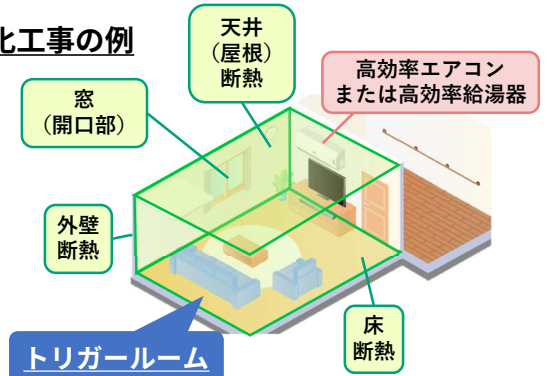 化工事の例
天井
（屋根）
断熱
高効率エアコン
または高効率給湯器
窓
（開口部）
外壁
断熱
床
断熱
トリガールーム